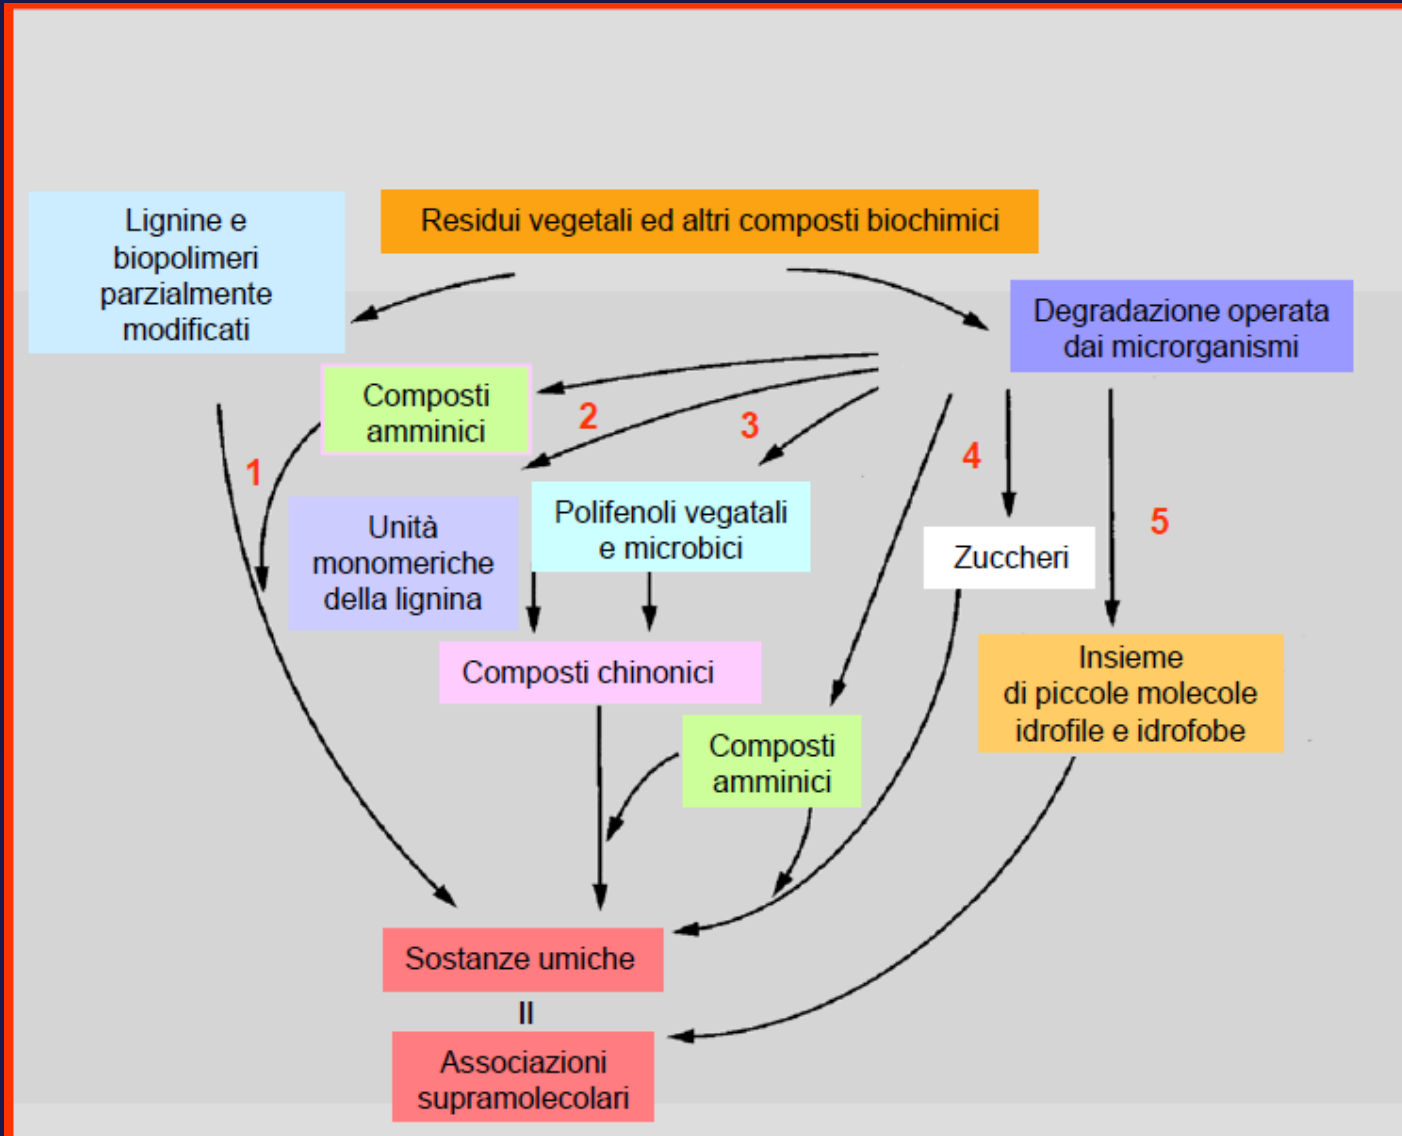 Residui vegetali ed altri composti biochimici
Lignine e
biopolimeri
parzialmente
modificati
Degradazione operata
dai microrganismi
Composti
amminici
1
2
3
4
5
Unità
monomeriche
della lignina
Polifenoli vegatali
e microbici
Zuccheri
Composti chinonici
Insieme
di piccole molecole
idrofile e idrofobe
Composti
amminici
Sostanze umiche
=
Associazioni
supramolecolari